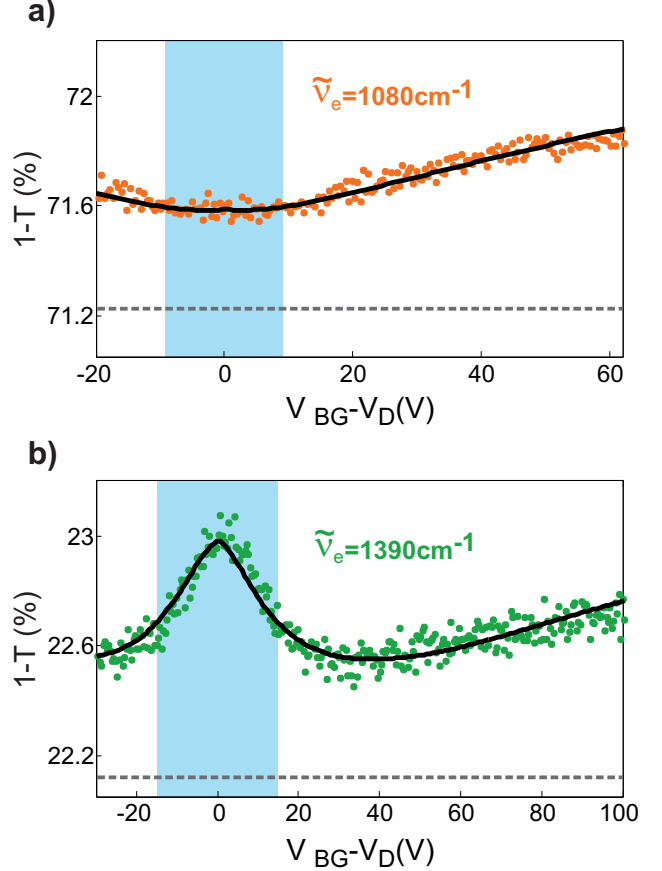 a)
72
71.6
71.2
1-T (%)
ν̃e=1080cm-1
-20 0 20 40 60
V BG-VD(V)
b)
23
22.6
22.2
1-T (%)
ν̃e=1390cm-1
-20 0 20 40 60 80 100
V BG-VD(V)